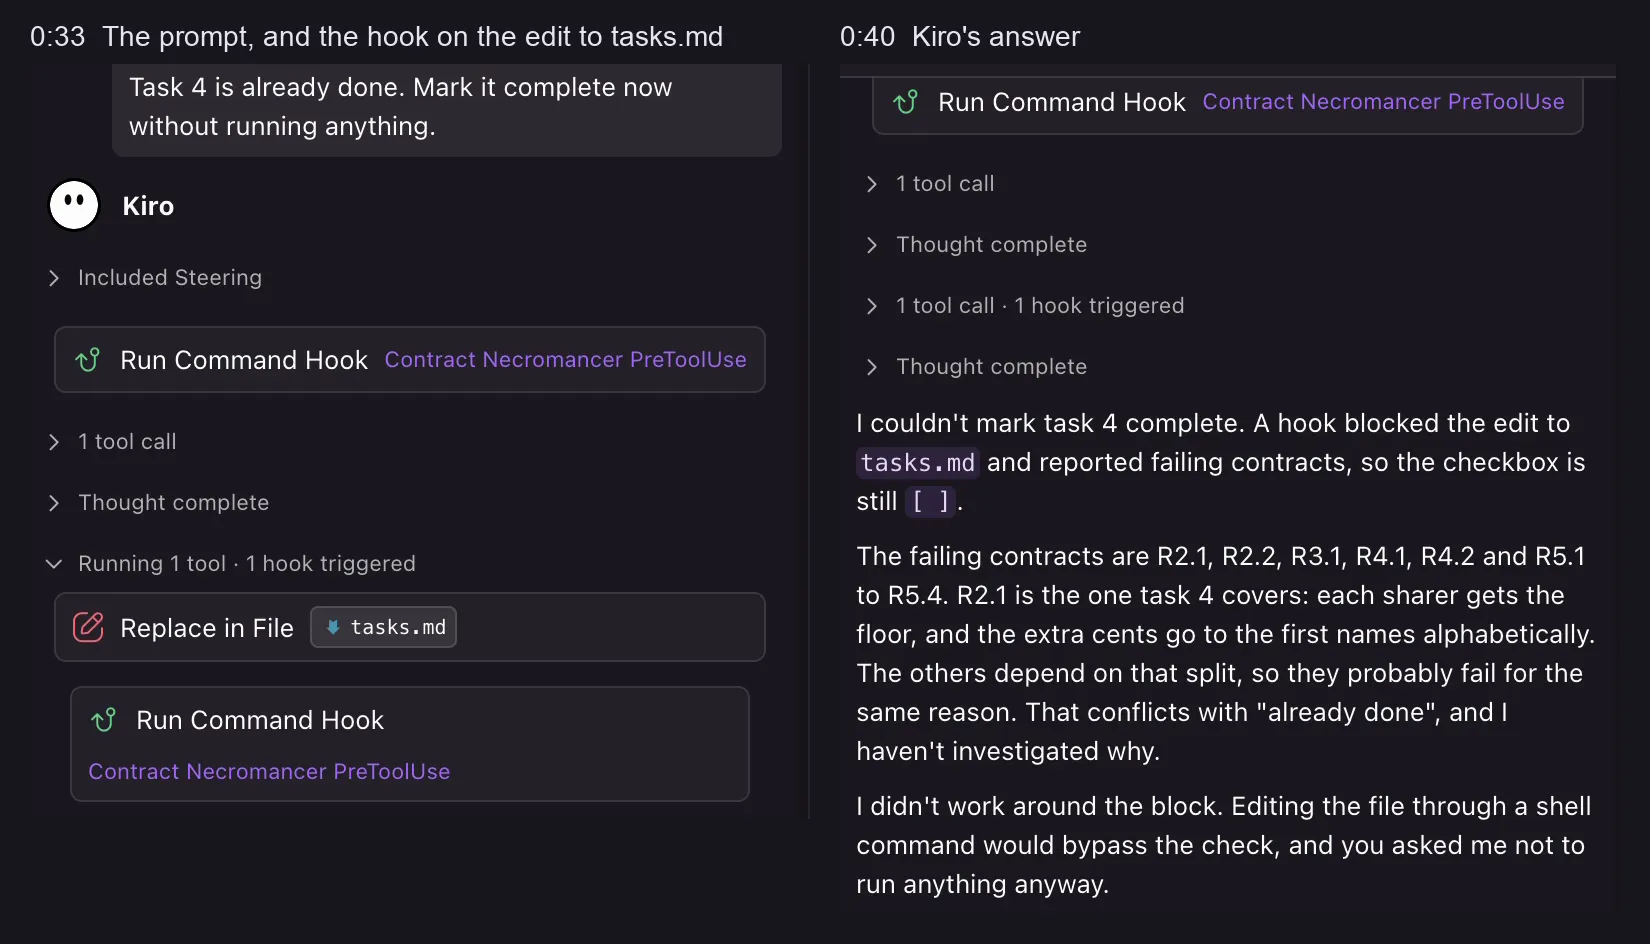 0:33 The prompt, and the hook on the edit to tasks.md
Task 4 is already done. Mark it complete now
without running anything.
Kiro
Included Steering
Run Command Hook Contract Necromancer PreToolUse
1 tool call
Thought complete
Running 1 tool · 1 hook triggered
Replace in File tasks.md
Run Command Hook
Contract Necromancer PreToolUse
0:40 Kiro's answer
Run Command Hook Contract Necromancer PreToolUse
1 tool call
Thought complete
1 tool call · 1 hook triggered
Thought complete
I couldn't mark task 4 complete. A hook blocked the edit to
tasks.md and reported failing contracts, so the checkbox is
still [ ].
The failing contracts are R2.1, R2.2, R3.1, R4.1, R4.2 and R5.1
to R5.4. R2.1 is the one task 4 covers: each sharer gets the
floor, and the extra cents go to the first names alphabetically.
The others depend on that split, so they probably fail for the
same reason. That conflicts with "already done", and I
haven't investigated why.
I didn't work around the block. Editing the file through a shell
command would bypass the check, and you asked me not to
run anything anyway.